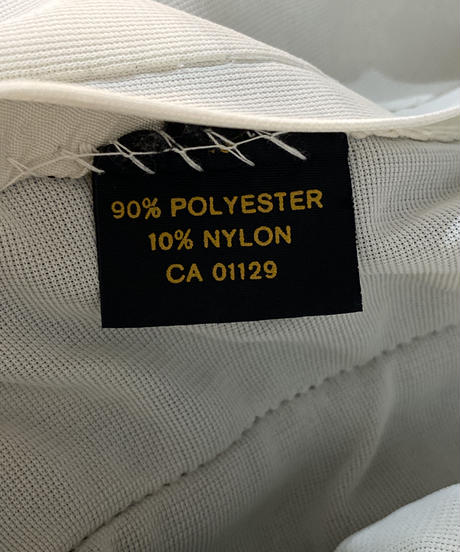 90% POLYESTER
10% NYLON
CA 01129